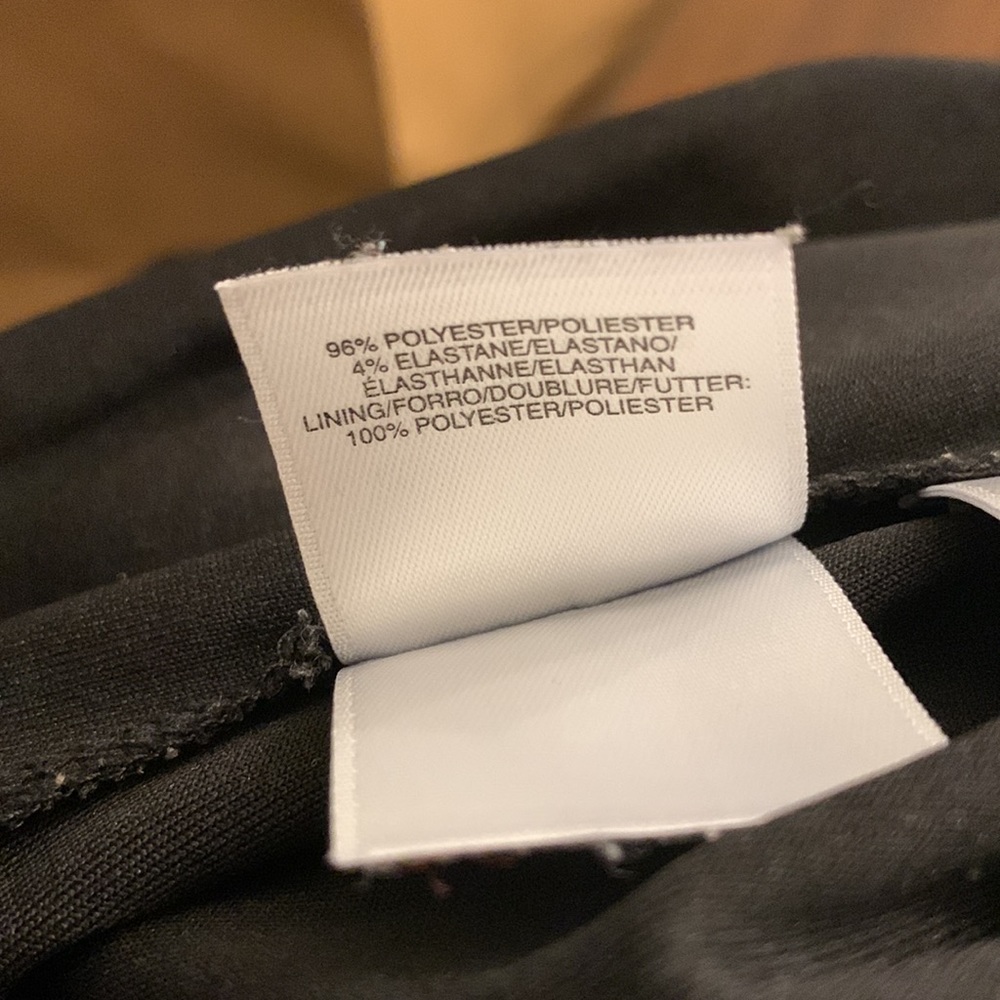 96% POLYESTER/POLIESTER
4% ELASTANE/ELASTANO/
ÉLASTHANNE/ELASTHAN
LINING/FORRO/DOUBLURE/FUTTER:
100% POLYESTER/POLIESTER